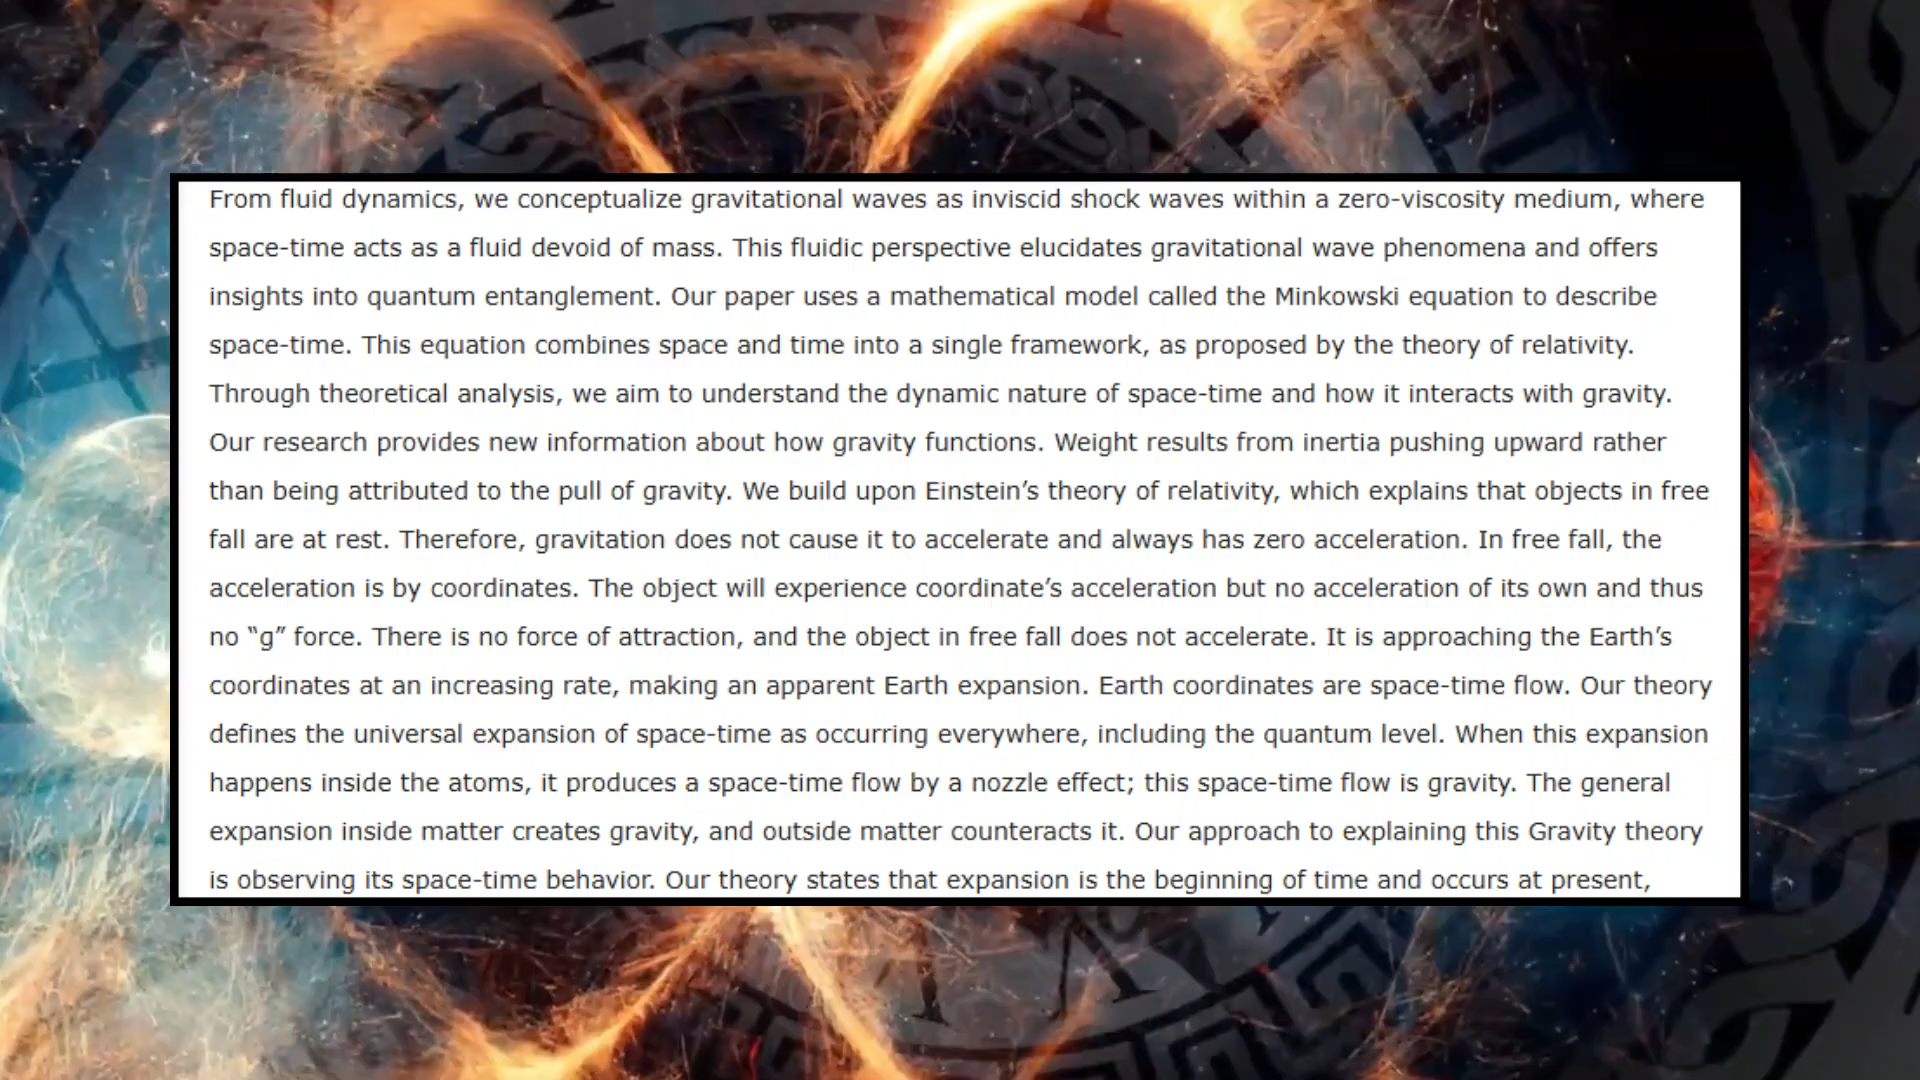 From fluid dynamics, we conceptualize gravitational waves as inviscid shock waves within a zero-viscosity medium, where
space-time acts as a fluid devoid of mass. This fluidic perspective elucidates gravitational wave phenomena and offers
insights into quantum entanglement. Our paper uses a mathematical model called the Minkowski equation to describe
space-time. This equation combines space and time into a single framework, as proposed by the theory of relativity.
Through theoretical analysis, we aim to understand the dynamic nature of space-time and how it interacts with gravity.
Our research provides new information about how gravity functions. Weight results from inertia pushing upward rather
than being attributed to the pull of gravity. We build upon Einstein’s theory of relativity, which explains that objects in free
fall are at rest. Therefore, gravitation does not cause it to accelerate and always has zero acceleration. In free fall, the
acceleration is by coordinates. The object will experience coordinate’s acceleration but no acceleration of its own and thus
no “g” force. There is no force of attraction, and the object in free fall does not accelerate. It is approaching the Earth’s
coordinates at an increasing rate, making an apparent Earth expansion. Earth coordinates are space-time flow. Our theory
defines the universal expansion of space-time as occurring everywhere, including the quantum level. When this expansion
happens inside the atoms, it produces a space-time flow by a nozzle effect; this space-time flow is gravity. The general
expansion inside matter creates gravity, and outside matter counteracts it. Our approach to explaining this Gravity theory
is observing its space-time behavior. Our theory states that expansion is the beginning of time and occurs at present,